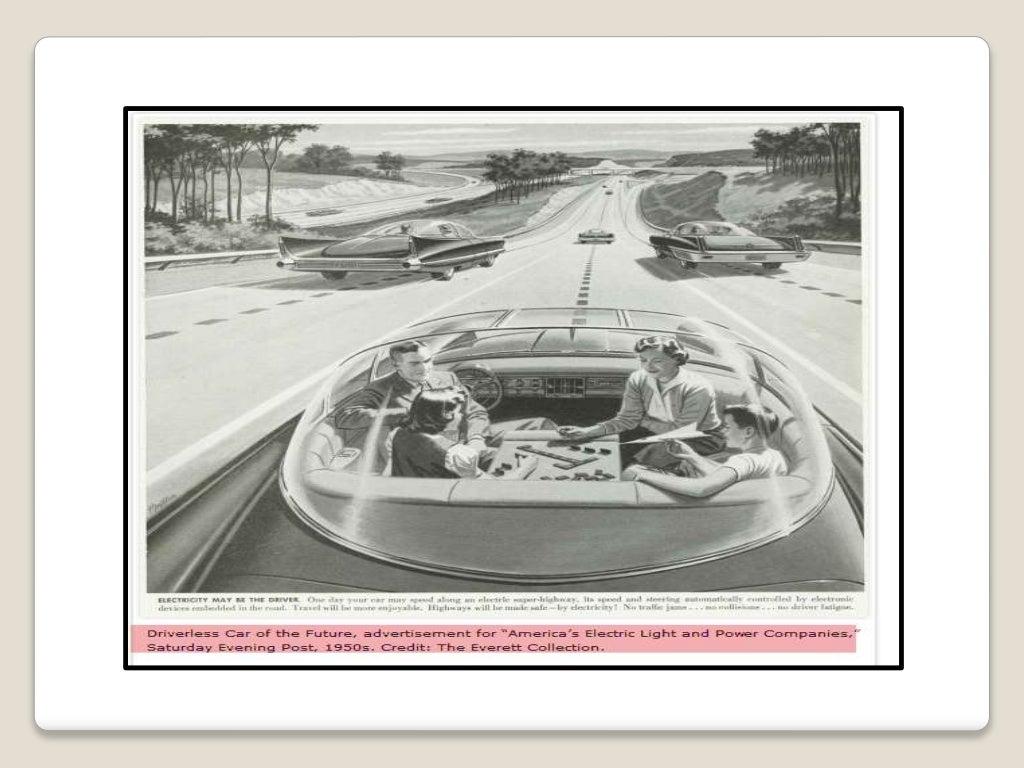 ELECTRICITY MAY BE THE DRIVER. One day your car may speed along an electric super-highway, its speed and steering automatically controlled by electronic
devices embedded in the road. Travel will be more enjoyable. Highways will be made safe—by electricity! No traffic jams . . . no collisions . . . no driver fatigue.
Driverless Car of the Future, advertisement for “America’s Electric Light and Power Companies,”
Saturday Evening Post, 1950s. Credit: The Everett Collection.